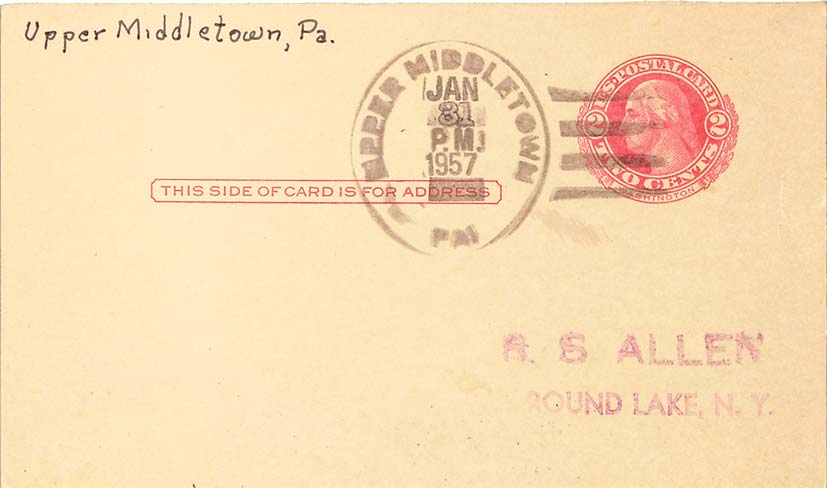 Upper Middletown, Pa.
UPPER MIDDLETOWN
JAN
31
P.M.
1957
PA.
U.S. POSTAL CARD
2 2
TWO CENTS
WASHINGTON
THIS SIDE OF CARD IS FOR ADDRESS
S ALLEN
ROUND LAKE, N. Y.